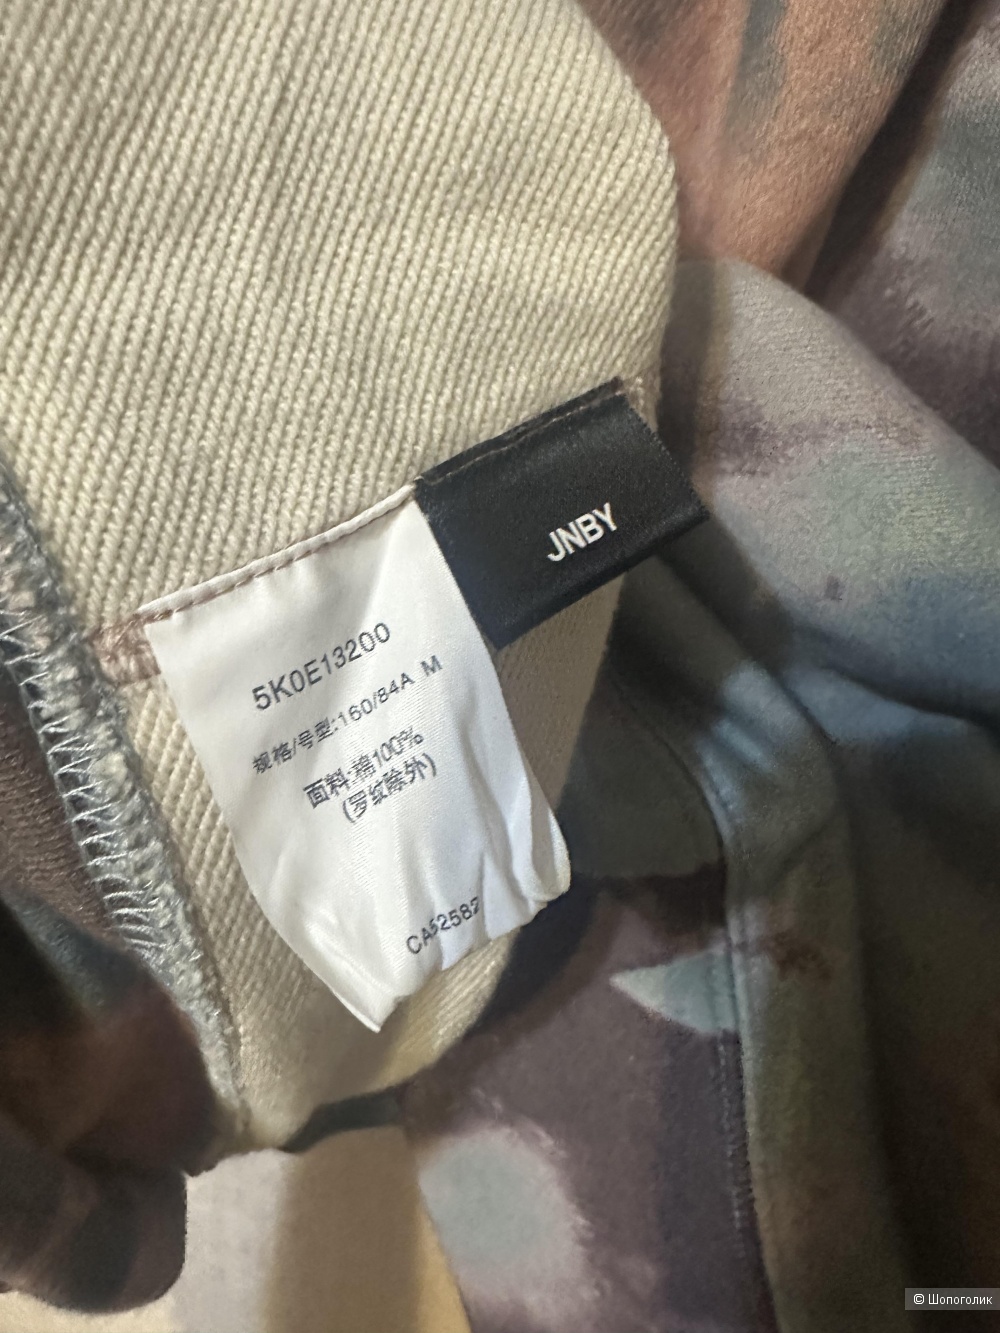 JNBY
5K0E13200
规格/号型:160/84A M
面料:棉100%
(罗纹除外)
CA52587
© Шопоголик